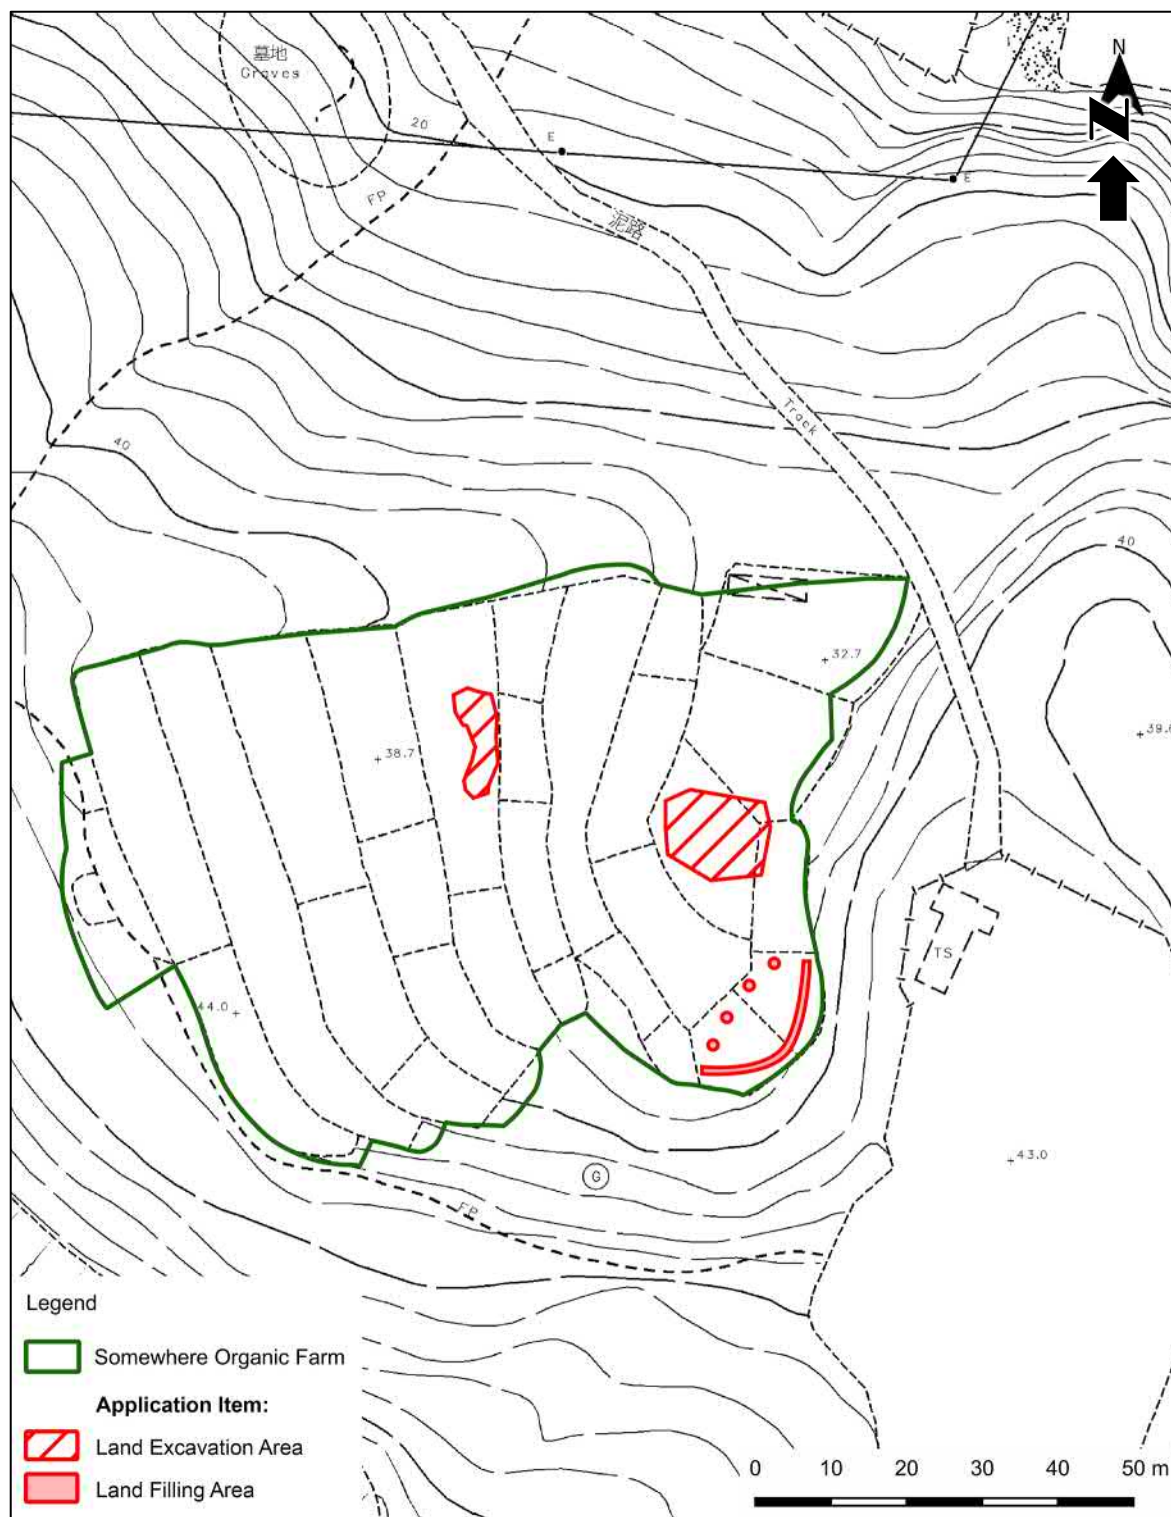 墓地
Graves
N
20
E
E
FP
泥路
Track
40
40
32.7
38.7
39.6
TS
44.0
43.0
G
FP
Legend
Somewhere Organic Farm
Application Item:
Land Excavation Area
Land Filling Area
0 10 20 30 40 50 m